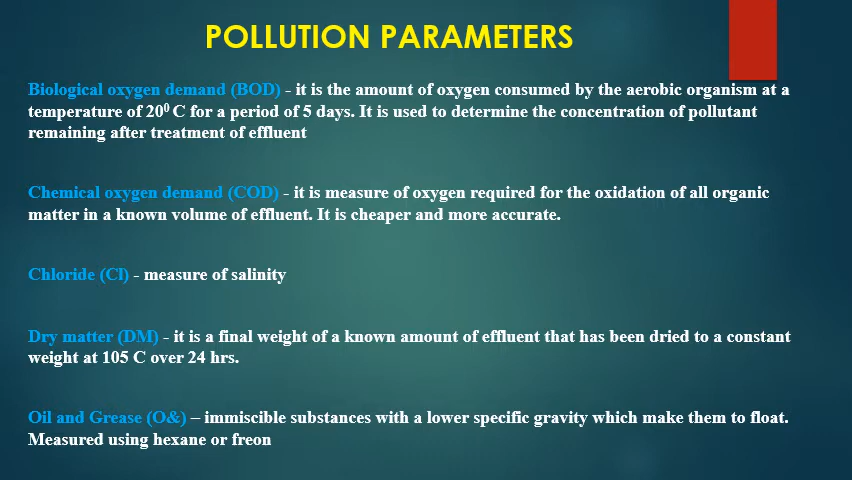 POLLUTION PARAMETERS
Biological oxygen demand (BOD) - it is the amount of oxygen consumed by the aerobic organism at a
temperature of 20⁰ C for a period of 5 days. It is used to determine the concentration of pollutant
remaining after treatment of effluent
Chemical oxygen demand (COD) - it is measure of oxygen required for the oxidation of all organic
matter in a known volume of effluent. It is cheaper and more accurate.
Chloride (Cl) - measure of salinity
Dry matter (DM) - it is a final weight of a known amount of effluent that has been dried to a constant
weight at 105 C over 24 hrs.
Oil and Grease (O&) – immiscible substances with a lower specific gravity which make them to float.
Measured using hexane or freon